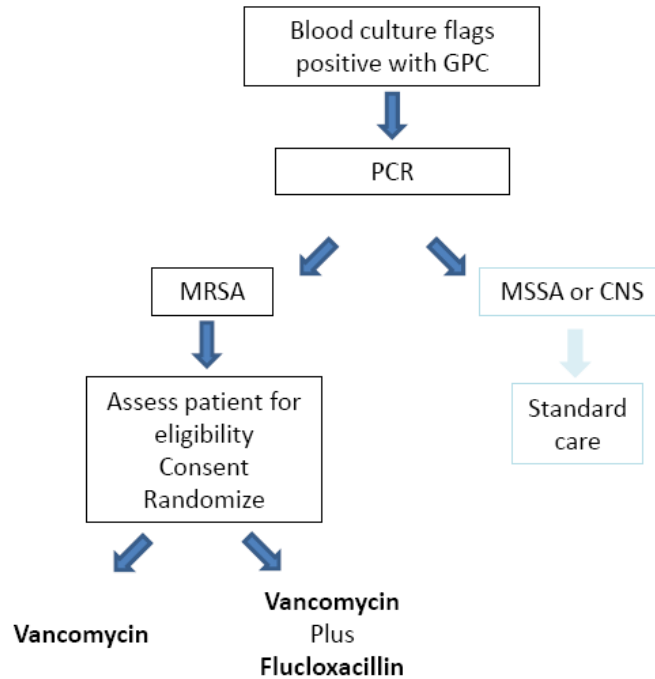 Blood culture flags
positive with GPC
PCR
MRSA
MSSA or CNS
Assess patient for
eligibility
Consent
Randomize
Standard
care
Vancomycin
Vancomycin
Plus
Flucloxacillin